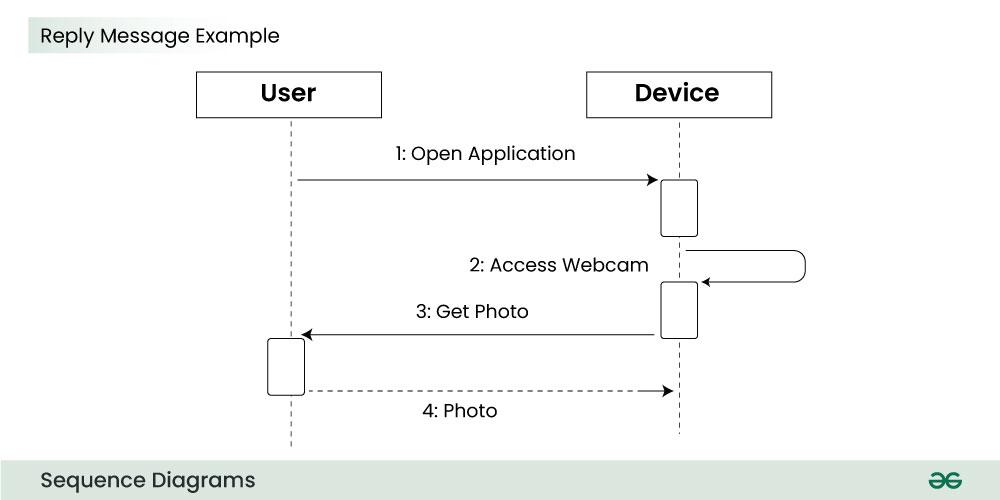 Reply Message Example
User
Device
1: Open Application
2: Access Webcam
3: Get Photo
4: Photo
Sequence Diagrams